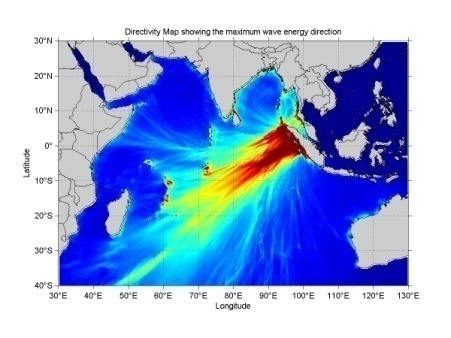 Directivity Map showing the maximum wave energy direction
30°N
20°N
10°N
0°
10°S
20°S
30°S
40°S
Latitude
30°E 40°E 50°E 60°E 70°E 80°E 90°E 100°E 110°E 120°E 130°E
Longitude